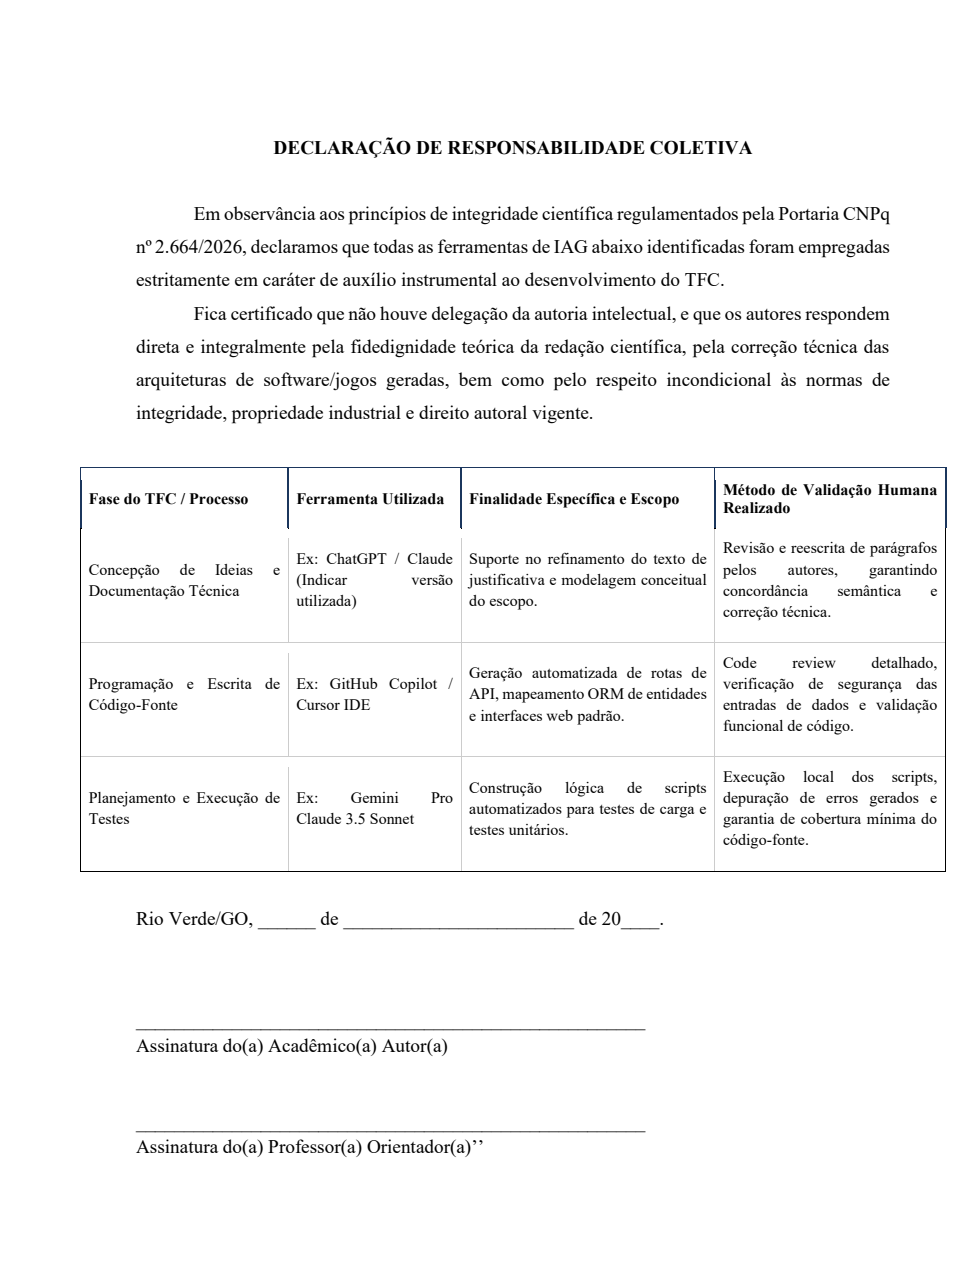 DECLARAÇÃO DE RESPONSABILIDADE COLETIVA
Em observância aos princípios de integridade científica regulamentados pela Portaria CNPq
nº 2.664/2026, declaramos que todas as ferramentas de IAG abaixo identificadas foram empregadas
estritamente em caráter de auxílio instrumental ao desenvolvimento do TFC.
Fica certificado que não houve delegação da autoria intelectual, e que os autores respondem
direta e integralmente pela fidedignidade teórica da redação científica, pela correção técnica das
arquiteturas de software/jogos geradas, bem como pelo respeito incondicional às normas de
integridade, propriedade industrial e direito autoral vigente.
Fase do TFC / Processo
Ferramenta Utilizada
Finalidade Específica e Escopo
Método de Validação Humana
Realizado
Concepção de Ideias e
Documentação Técnica
Ex: ChatGPT / Claude
(Indicar versão
utilizada)
Suporte no refinamento do texto de
justificativa e modelagem conceitual
do escopo.
Revisão e reescrita de parágrafos
pelos autores, garantindo
concordância semântica e
correção técnica.
Programação e Escrita de
Código-Fonte
Ex: GitHub Copilot /
Cursor IDE
Geração automatizada de rotas de
API, mapeamento ORM de entidades
e interfaces web padrão.
Code review detalhado,
verificação de segurança das
entradas de dados e validação
funcional de código.
Planejamento e Execução de
Testes
Ex: Gemini Pro
Claude 3.5 Sonnet
Construção lógica de scripts
automatizados para testes de carga e
testes unitários.
Execução local dos scripts,
depuração de erros gerados e
garantia de cobertura mínima do
código-fonte.
Rio Verde/GO, ______ de ________________________ de 20____.
Assinatura do(a) Acadêmico(a) Autor(a)
Assinatura do(a) Professor(a) Orientador(a)’’